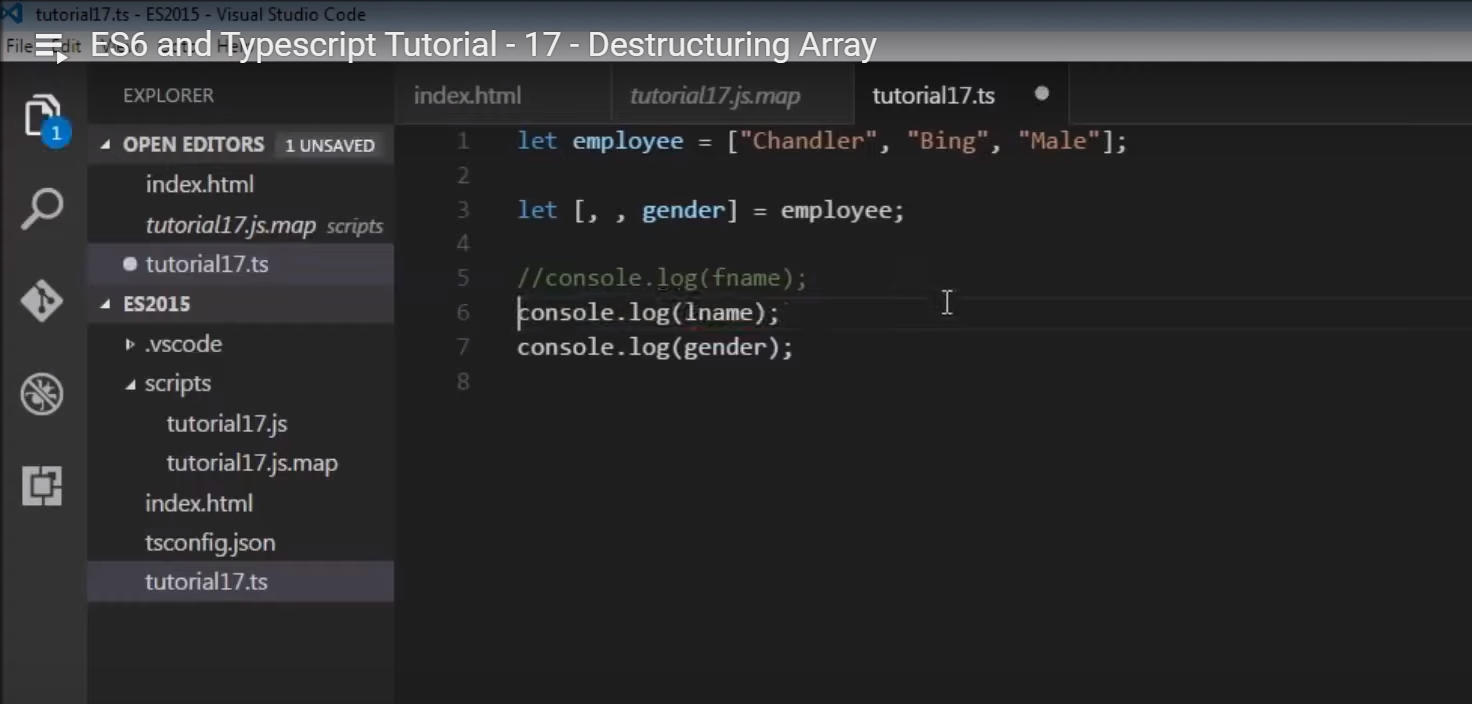 tutorial17.ts - ES2015 - Visual Studio Code
File Edit
ES6 and Typescript Tutorial - 17 - Destructuring Array
EXPLORER
1
OPEN EDITORS 1 UNSAVED
index.html
tutorial17.js.map scripts
tutorial17.ts
ES2015
.vscode
scripts
tutorial17.js
tutorial17.js.map
index.html
tsconfig.json
tutorial17.ts
index.html tutorial17.js.map tutorial17.ts
1 let employee = ["Chandler", "Bing", "Male"];
2
3 let [, , gender] = employee;
4
5 //console.log(fname);
6 console.log(lname);
7 console.log(gender);
8